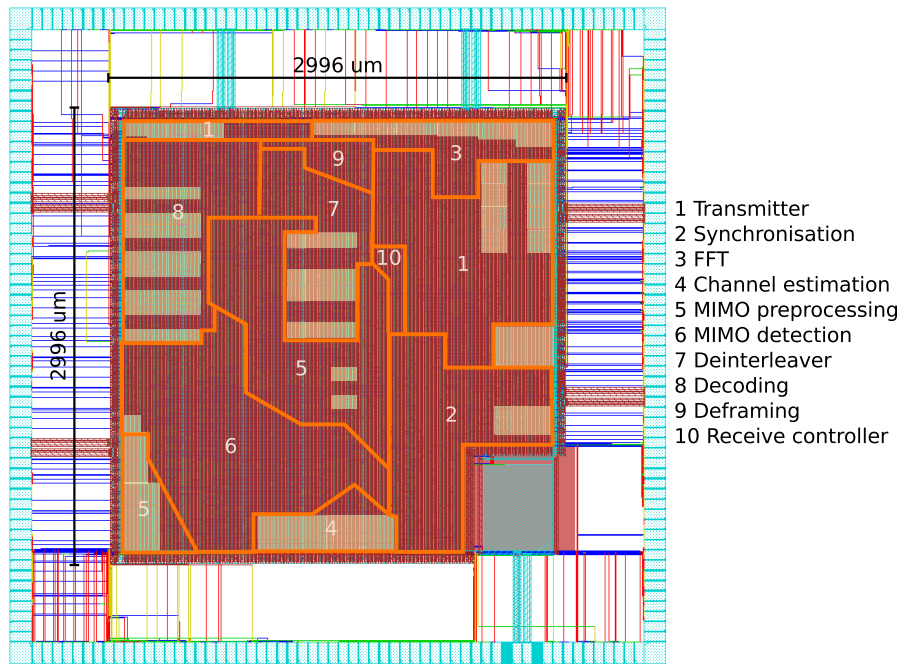 2996 um
2996 um
1
9
3
8
7
10
1
5
2
6
5
4
1 Transmitter
2 Synchronisation
3 FFT
4 Channel estimation
5 MIMO preprocessing
6 MIMO detection
7 Deinterleaver
8 Decoding
9 Deframing
10 Receive controller